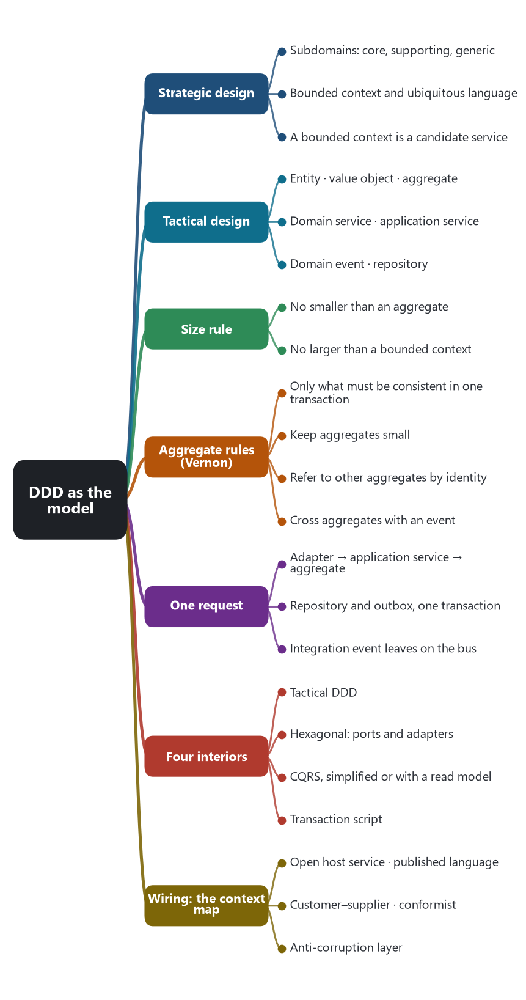 DDD as the
model
Strategic design
Subdomains: core, supporting, generic
Bounded context and ubiquitous language
A bounded context is a candidate service
Tactical design
Entity · value object · aggregate
Domain service · application service
Domain event · repository
Size rule
No smaller than an aggregate
No larger than a bounded context
Aggregate rules
(Vernon)
Only what must be consistent in one
transaction
Keep aggregates small
Refer to other aggregates by identity
Cross aggregates with an event
One request
Adapter → application service →
aggregate
Repository and outbox, one transaction
Integration event leaves on the bus
Four interiors
Tactical DDD
Hexagonal: ports and adapters
CQRS, simplified or with a read model
Transaction script
Wiring: the context
map
Open host service · published language
Customer–supplier · conformist
Anti-corruption layer